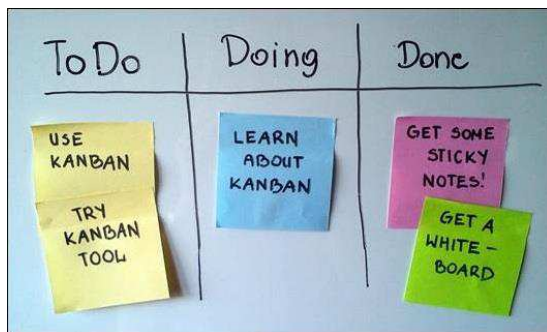 To Do
Doing
Done
USE
KANBAN
TRY
KANBAN
TOOL
LEARN
ABOUT
KANBAN
GET SOME
STICKY
NOTES!
GET A
WHITE -
BOARD